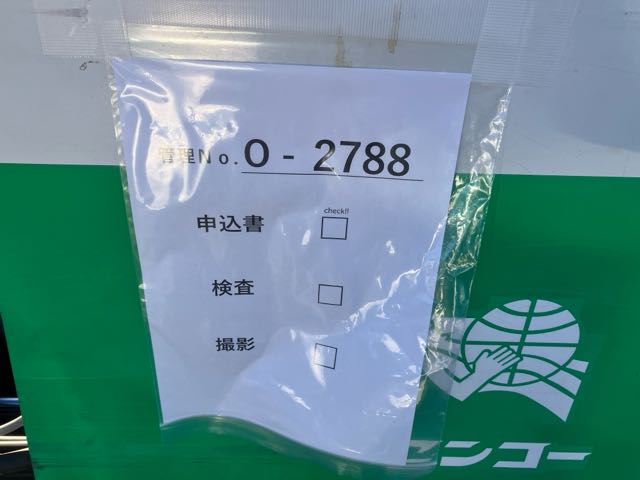 管理No.O-2788
check!!
申込書
検査
撮影
ンコー